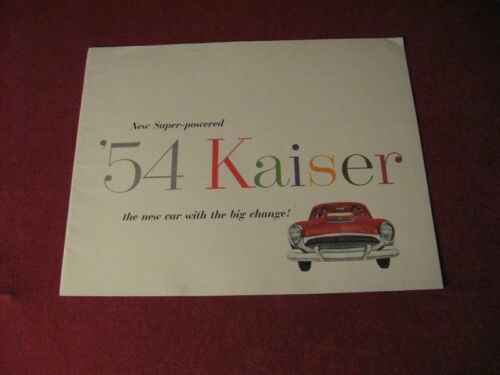 New Super-powered
'54 Kaiser
the new car with the big change!